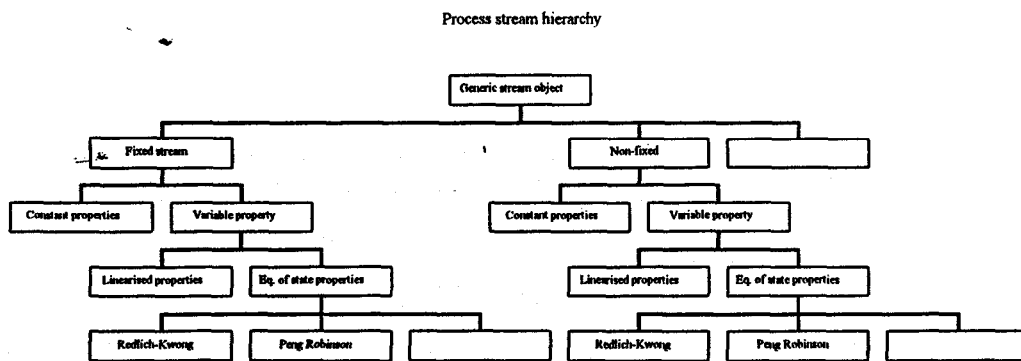 Process stream hierarchy
Generic stream object
Fixed stream
Non-fixed
Constant properties
Variable property
Constant properties
Variable property
Linearised properties
Eq. of state properties
Linearised properties
Eq. of state properties
Redlich-Kwong
Peng Robinson
Redlich-Kwong
Peng Robinson